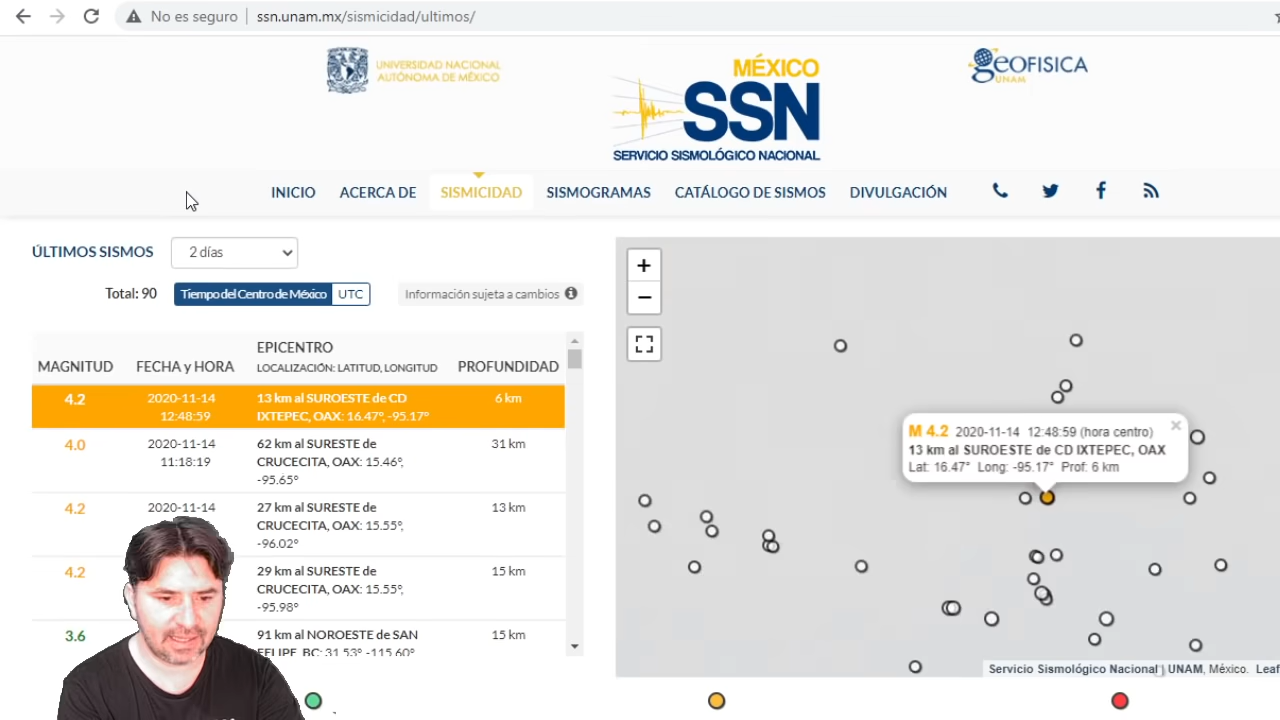 No es seguro
ssn.unam.mx/sismicidad/ultimos/
UNIVERSIDAD NACIONAL
AUTÓNOMA DE MÉXICO
MÉXICO
SSN
SERVICIO SISMOLÓGICO NACIONAL
GEOFISICA
UNAM
INICIO
ACERCA DE
SISMICIDAD
SISMOGRAMAS
CATÁLOGO DE SISMOS
DIVULGACIÓN
ÚLTIMOS SISMOS
2 días
Total: 90
Tiempo del Centro de México
UTC
Información sujeta a cambios
MAGNITUD
FECHA y HORA
EPICENTRO
LOCALIZACIÓN: LATITUD, LONGITUD
PROFUNDIDAD
4.2
2020-11-14
12:48:59
13 km al SUROESTE de CD
IXTEPEC, OAX: 16.47°, -95.17°
6 km
4.0
2020-11-14
11:18:19
62 km al SURESTE de
CRUCECITA, OAX: 15.46°,
-95.65°
31 km
4.2
2020-11-14
27 km al SURESTE de
CRUCECITA, OAX: 15.55°,
-96.02°
13 km
4.2
29 km al SURESTE de
CRUCECITA, OAX: 15.55°,
-95.98°
15 km
3.6
91 km al NOROESTE de SAN
FELIPE, BC: 31.53° -115.60°
15 km
+
−
M 4.2 2020-11-14 12:48:59 (hora centro)
13 km al SUROESTE de CD IXTEPEC, OAX
Lat: 16.47° Long: -95.17° Prof: 6 km
×
Servicio Sismológico Nacional | UNAM, México. Leaf